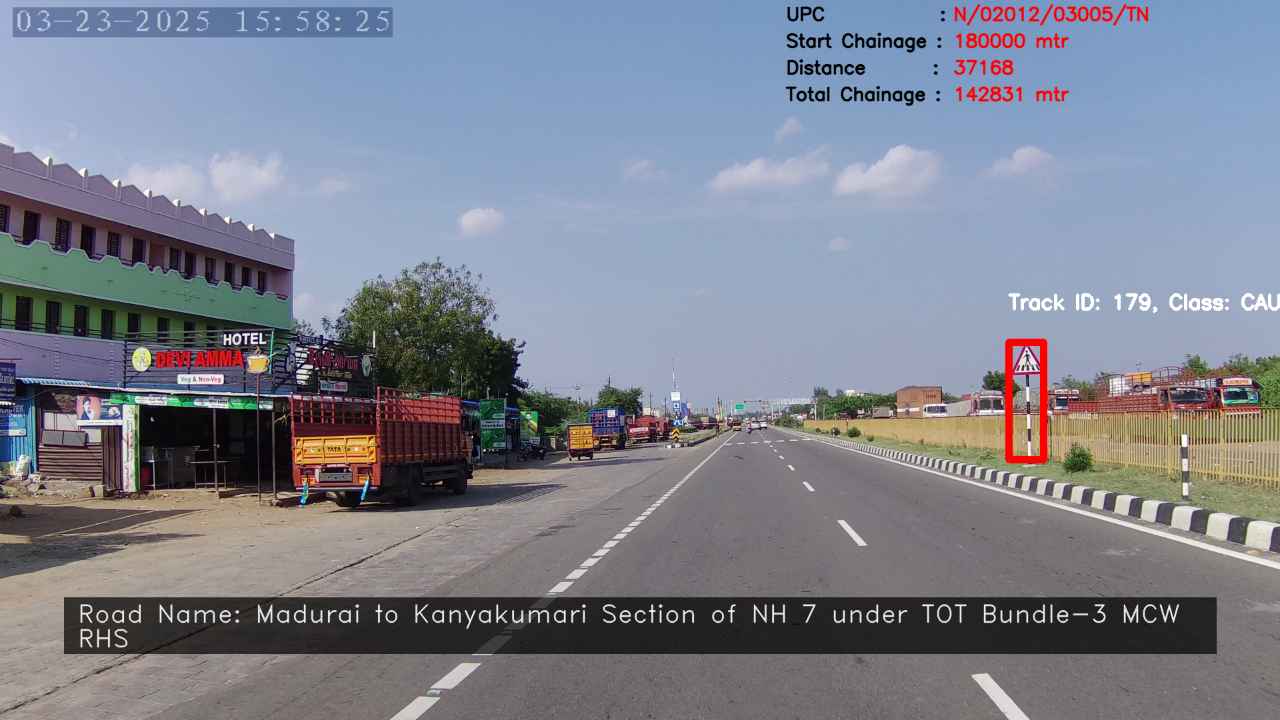 03-23-2025 15:58:25
UPC : N/02012/03005/TN
Start Chainage : 180000 mtr
Distance : 37168
Total Chainage : 142831 mtr
Track ID: 179, Class: CAU
HOTEL
DEVI AMMA
Veg & Non-Veg
TATA
Road Name: Madurai to Kanyakumari Section of NH 7 under TOT Bundle-3 MCW
RHS